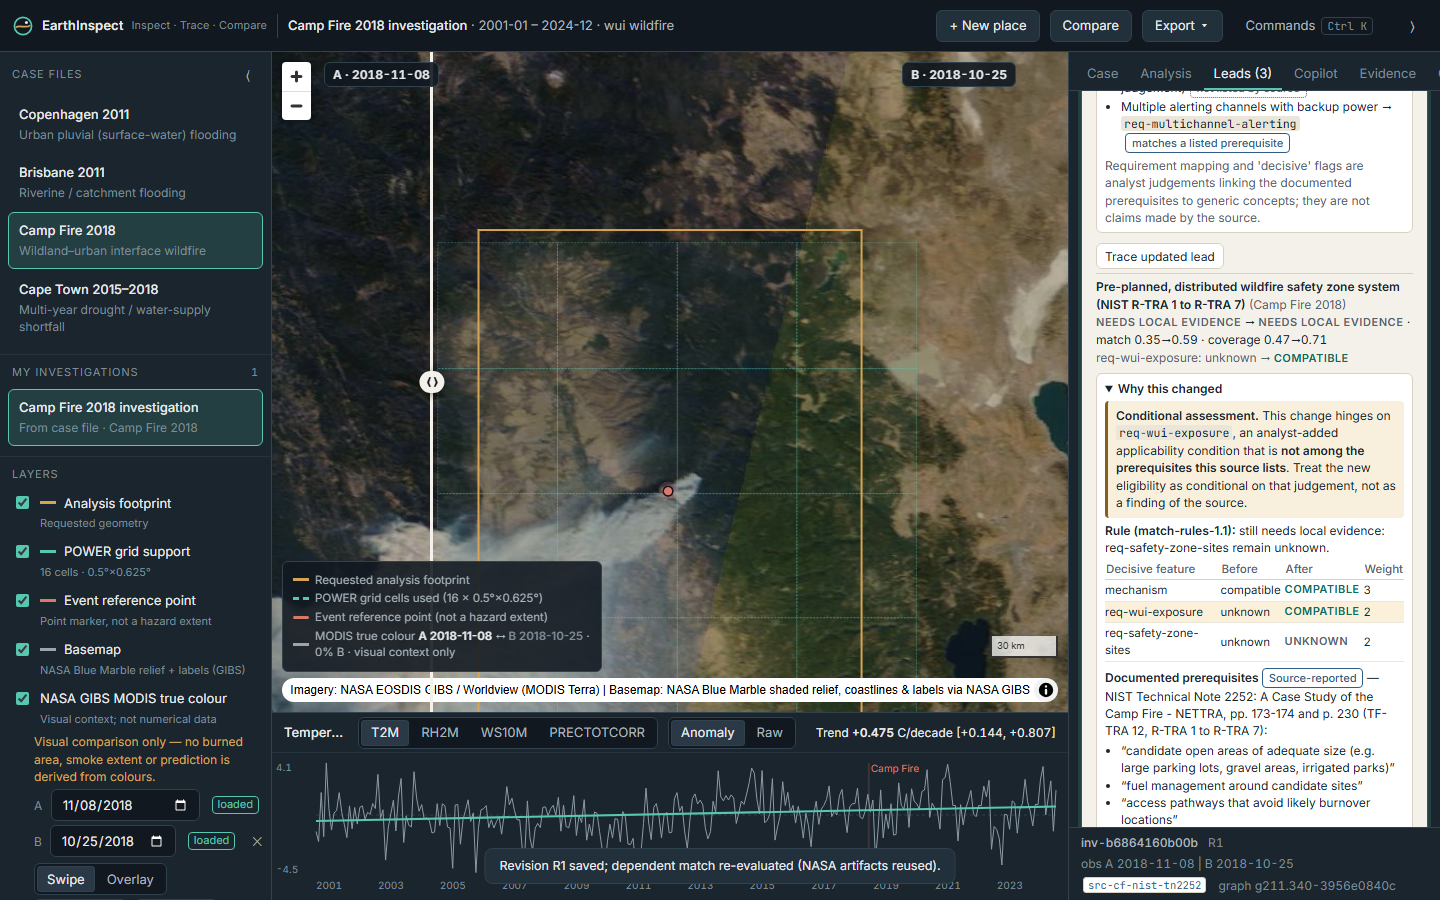 EarthInspect Inspect · Trace · Compare Camp Fire 2018 investigation · 2001-01 – 2024-12 · wui wildfire + New place Compare Export Commands Ctrl K
CASE FILES
Copenhagen 2011
Urban pluvial (surface-water) flooding
Brisbane 2011
Riverine / catchment flooding
Camp Fire 2018
Wildland–urban interface wildfire
Cape Town 2015–2018
Multi-year drought / water-supply
shortfall
MY INVESTIGATIONS 1
Camp Fire 2018 investigation
From case file · Camp Fire 2018
LAYERS
Analysis footprint
Requested geometry
POWER grid support
16 cells · 0.5°×0.625°
Event reference point
Point marker, not a hazard extent
Basemap
NASA Blue Marble relief + labels (GIBS)
NASA GIBS MODIS true colour
Visual context; not numerical data
Visual comparison only — no burned
area, smoke extent or prediction is
derived from colours.
A 11/08/2018 loaded
B 10/25/2018 loaded ×
Swipe Overlay
+
−
A · 2018-11-08
B · 2018-10-25
Requested analysis footprint
POWER grid cells used (16 × 0.5°×0.625°)
Event reference point (not a hazard extent)
MODIS true colour A 2018-11-08 ↔ B 2018-10-25 ·
0% B · visual context only
30 km
Imagery: NASA EOSDIS GIBS / Worldview (MODIS Terra) | Basemap: NASA Blue Marble shaded relief, coastlines & labels via NASA GIBS
Temper... T2M RH2M WS10M PRECTOTCORR Anomaly Raw Trend +0.475 C/decade [+0.144, +0.807]
4.1
Camp Fire
-4.5
Revision R1 saved; dependent match re-evaluated (NASA artifacts reused).
2001 2003 2005 2007 2009 2011 2013 2015 2017 2019 2021 2023
Case Analysis Leads (3) Copilot Evidence
• Multiple alerting channels with backup power →
req-multichannel-alerting
matches a listed prerequisite
Requirement mapping and 'decisive' flags are
analyst judgements linking the documented
prerequisites to generic concepts; they are not
claims made by the source.
Trace updated lead
Pre-planned, distributed wildfire safety zone system
(NIST R-TRA 1 to R-TRA 7) (Camp Fire 2018)
NEEDS LOCAL EVIDENCE → NEEDS LOCAL EVIDENCE ·
match 0.35→0.59 · coverage 0.47→0.71
req-wui-exposure: unknown → COMPATIBLE
▼ Why this changed
Conditional assessment. This change hinges on
req-wui-exposure, an analyst-added
applicability condition that is not among the
prerequisites this source lists. Treat the new
eligibility as conditional on that judgement, not as
a finding of the source.
Rule (match-rules-1.1): still needs local evidence:
req-safety-zone-sites remain unknown.
Decisive feature Before After Weight
mechanism compatible COMPATIBLE 3
req-wui-exposure unknown COMPATIBLE 2
req-safety-zone-
sites unknown UNKNOWN 2
Documented prerequisites Source-reported —
NIST Technical Note 2252: A Case Study of the
Camp Fire - NETTRA, pp. 173-174 and p. 230 (TF-
TRA 12, R-TRA 1 to R-TRA 7):
• “candidate open areas of adequate size (e.g.
large parking lots, gravel areas, irrigated parks)”
• “fuel management around candidate sites”
• “access pathways that avoid likely burnover
locations”
inv-b6864160b00b R1
obs A 2018-11-08 | B 2018-10-25
src-cf-nist-tn2252 graph g211.340-3956e0840c